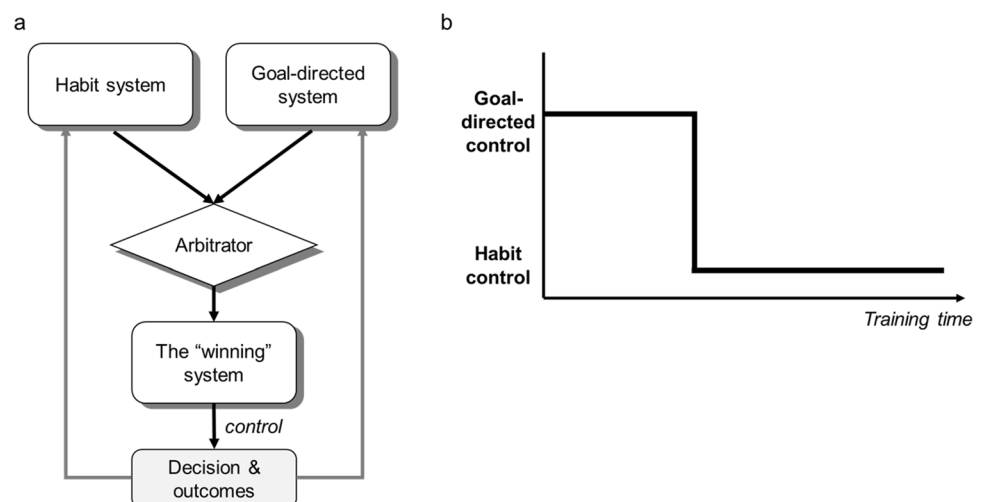 a
Habit system
Goal-directed
system
Arbitrator
The “winning”
system
control
Decision &
outcomes
b
Goal-
directed
control
Habit
control
Training time